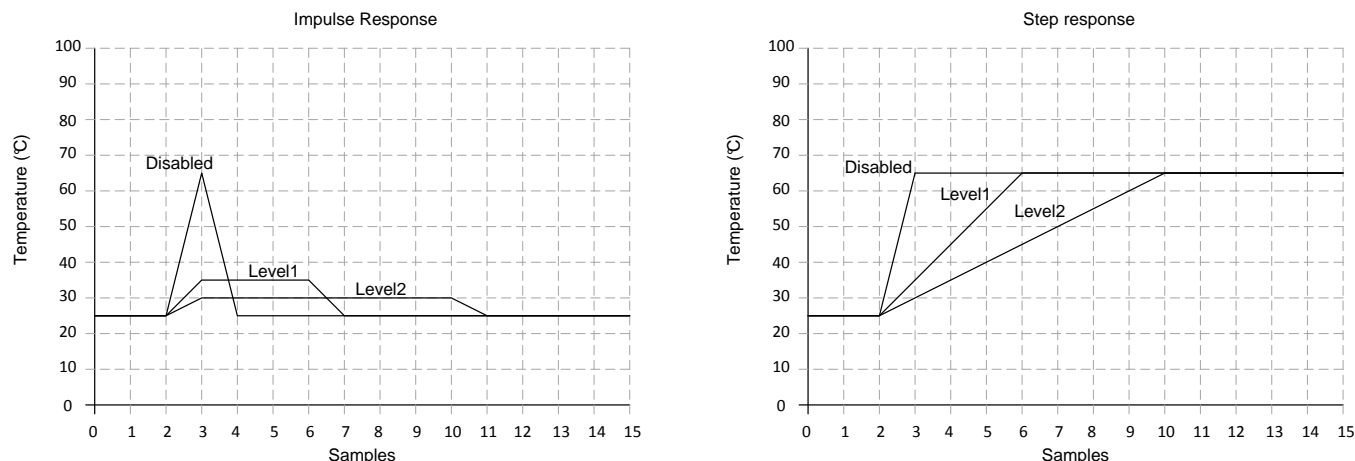 Impulse Response
Temperature (℃)
100
90
80
70
60
50
40
30
20
10
0
Disabled
Level1
Level2
0 1 2 3 4 5 6 7 8 9 10 11 12 13 14 15
Samples
Step response
Temperature (℃)
100
90
80
70
60
50
40
30
20
10
0
Disabled
Level1
Level2
0 1 2 3 4 5 6 7 8 9 10 11 12 13 14 15
Samples